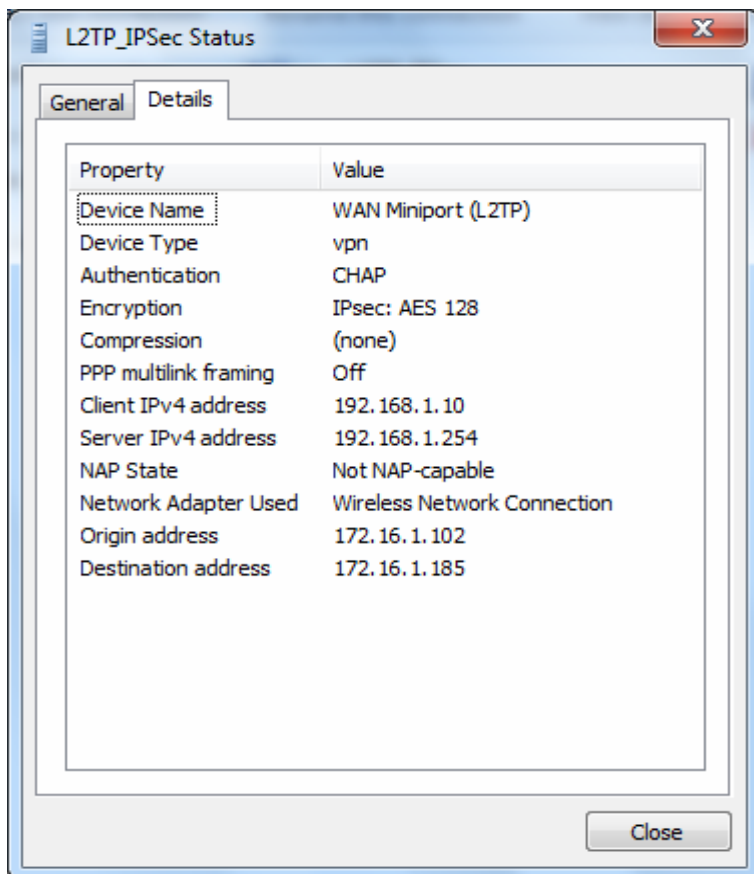 L2TP_IPSec Status
General Details
Property Value
Device Name WAN Miniport (L2TP)
Device Type vpn
Authentication CHAP
Encryption IPsec: AES 128
Compression (none)
PPP multilink framing Off
Client IPv4 address 192.168.1.10
Server IPv4 address 192.168.1.254
NAP State Not NAP-capable
Network Adapter Used Wireless Network Connection
Origin address 172.16.1.102
Destination address 172.16.1.185
Close